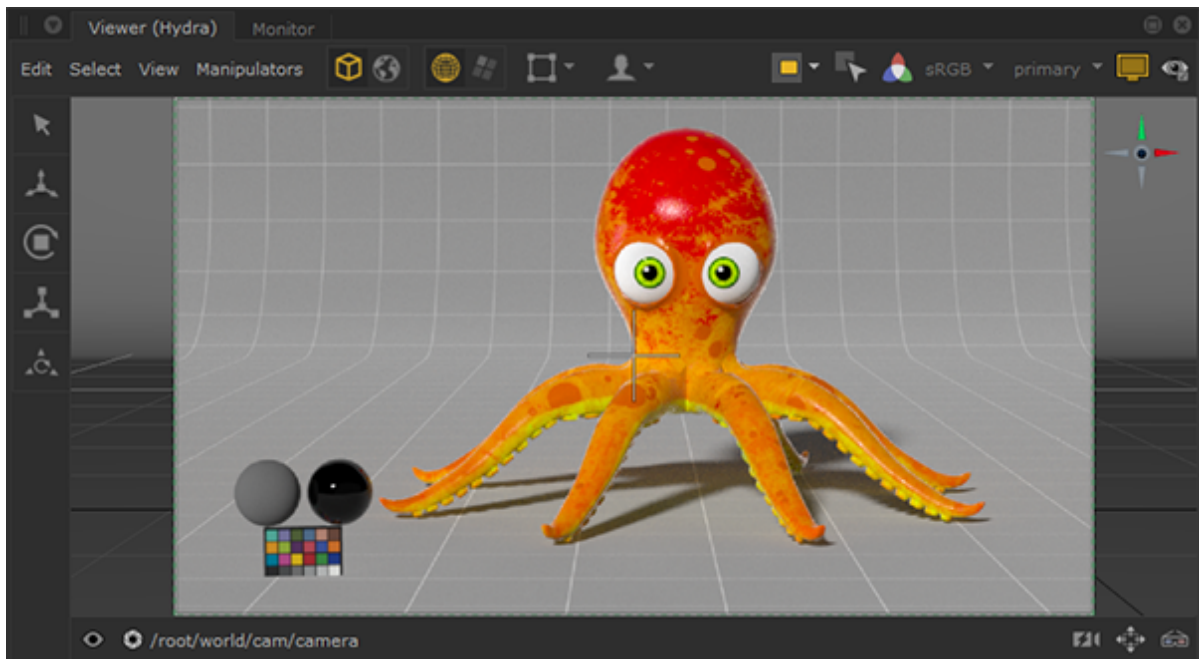 Viewer (Hydra) Monitor
Edit Select View Manipulators sRGB primary
/root/world/cam/camera